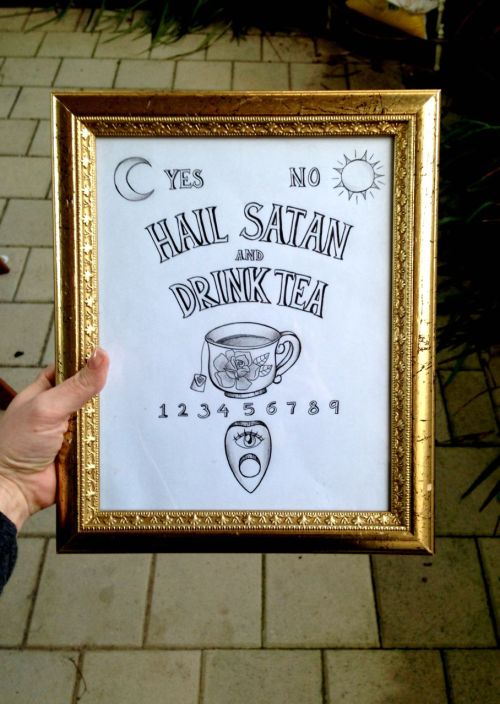 YES NO
HAIL SATAN
AND
DRINK TEA
1 2 3 4 5 6 7 8 9